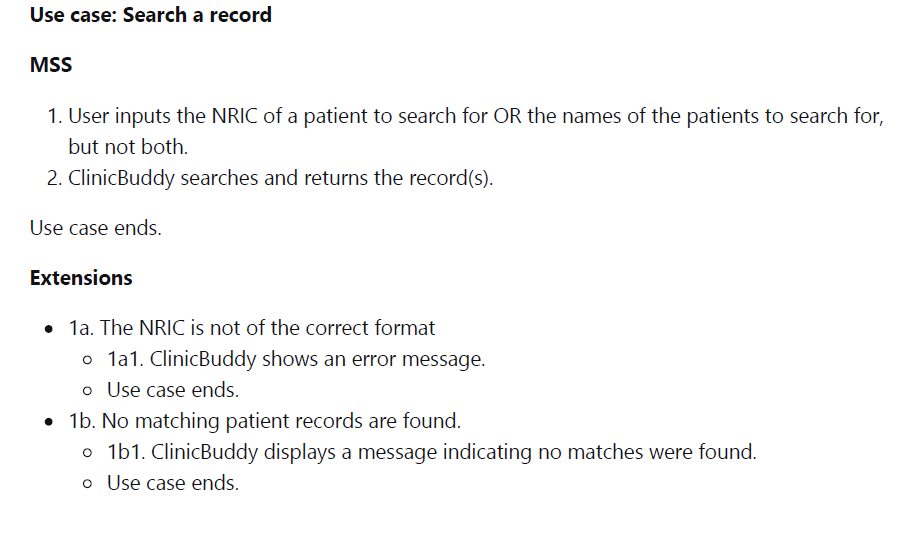 Use case: Search a record
MSS
1. User inputs the NRIC of a patient to search for OR the names of the patients to search for,
but not both.
2. ClinicBuddy searches and returns the record(s).
Use case ends.
Extensions
• 1a. The NRIC is not of the correct format
◦ 1a1. ClinicBuddy shows an error message.
◦ Use case ends.
• 1b. No matching patient records are found.
◦ 1b1. ClinicBuddy displays a message indicating no matches were found.
◦ Use case ends.